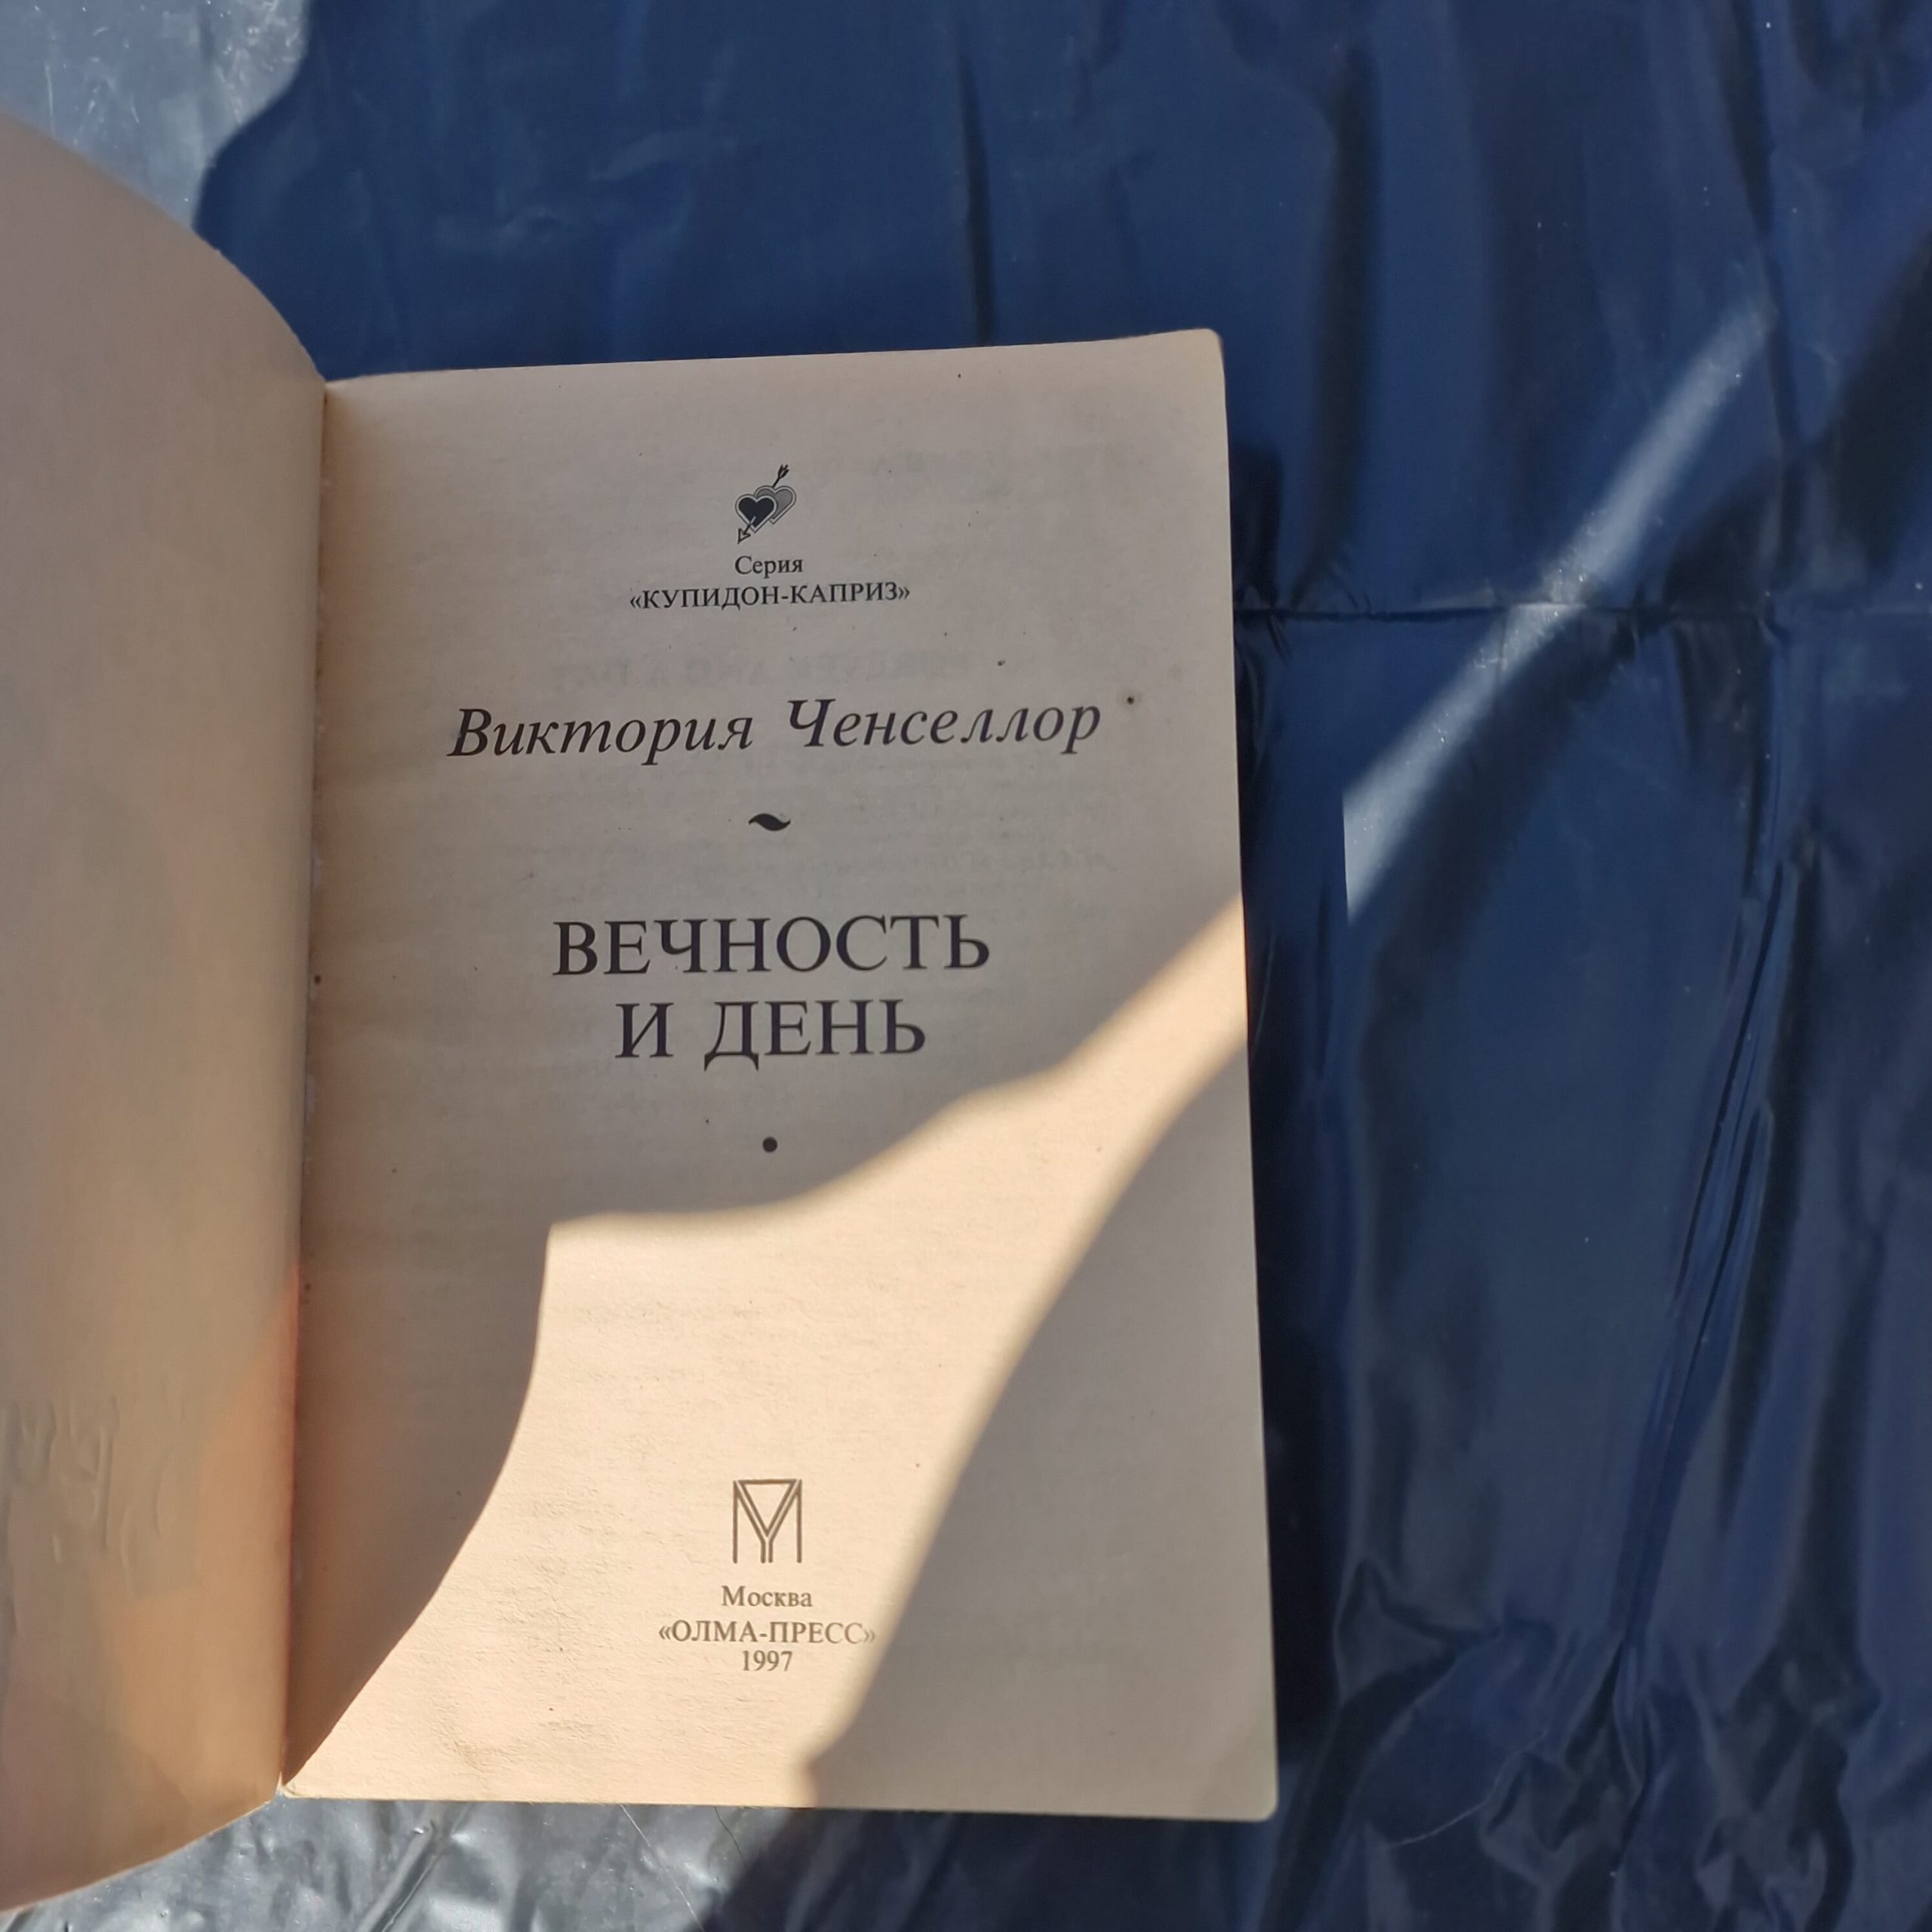 Серия
«КУПИДОН-КАПРИЗ»
Виктория Ченселлор
~
ВЕЧНОСТЬ
И ДЕНЬ
•
Москва
«ОЛМА-ПРЕСС»
1997